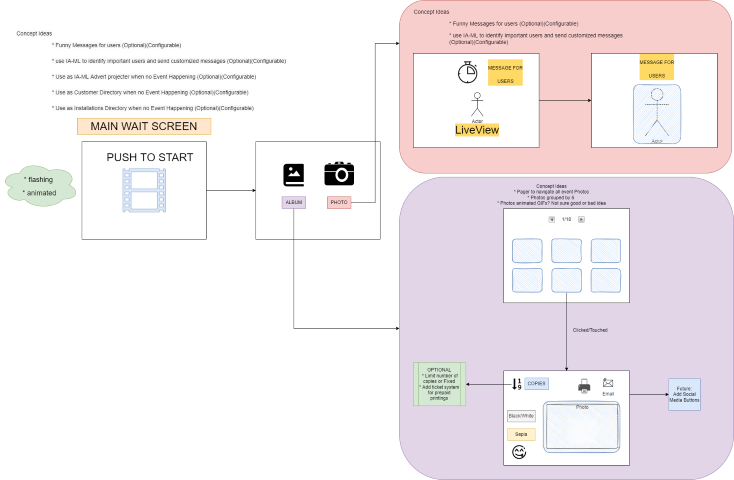 Concept Ideas
* Funny Messages for users (Optional)(Configurable)
* use IA-ML to identify important users and send customized messages (Optional)(Configurable)
* Use as IA-ML Advert projecter when no Event Happening (Optional)(Configurable)
* Use as Customer Directory when no Event Happening (Optional)(Configurable)
* Use as Installations Directory when no Event Happening (Optional)(Configurable)
MAIN WAIT SCREEN
* flashing
* animated
PUSH TO START
ALBUM
PHOTO
Concept Ideas
* Funny Messages for users (Optional)(Configurable)
* use IA-ML to identify important users and send customized messages
(Optional)(Configurable)
MESSAGE FOR
USERS
Actor
LiveView
MESSAGE FOR
USERS
Actor
Concept Ideas
* Pager to navigate all event Photos
* Photos grouped by 6
* Photos animated GIFs? Not sure good or bad idea
1/10
Clicked/Touched
OPTIONAL
* Limit number of
copies or Fixed
* Add ticket system
for prepaid
printings
1
9
COPIES
Email
Black/White
Sepia
Photo
Future:
Add Social
Media Buttons